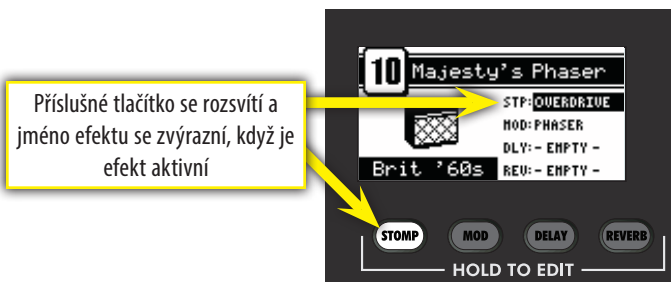 Příslušné tlačítko se rozsvítí a
jméno efektu se zvýrazní, když je
efekt aktivní
10 Majesty's Phaser
STP:OVERDRIVE
MOD:PHASER
DLY:- EMPTY -
Brit '60s REV:- EMPTY -
STOMP MOD DELAY REVERB
HOLD TO EDIT